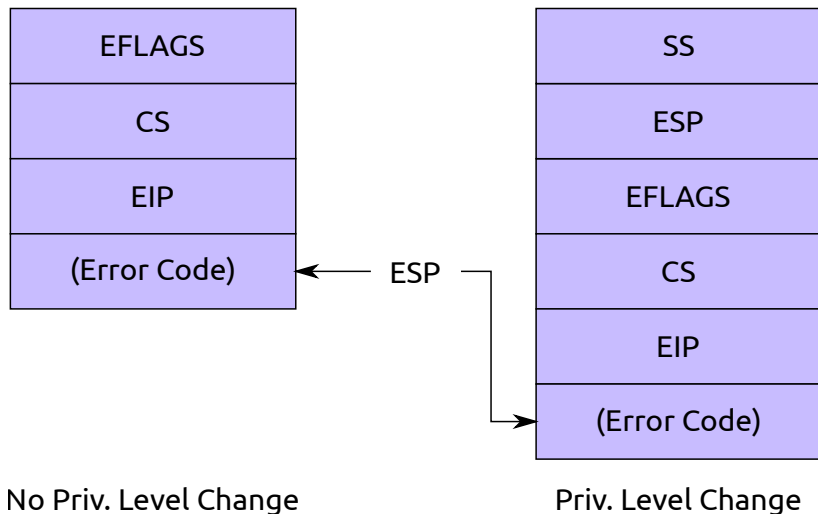 EFLAGS
CS
EIP
(Error Code)
ESP
SS
ESP
EFLAGS
CS
EIP
(Error Code)
No Priv. Level Change
Priv. Level Change